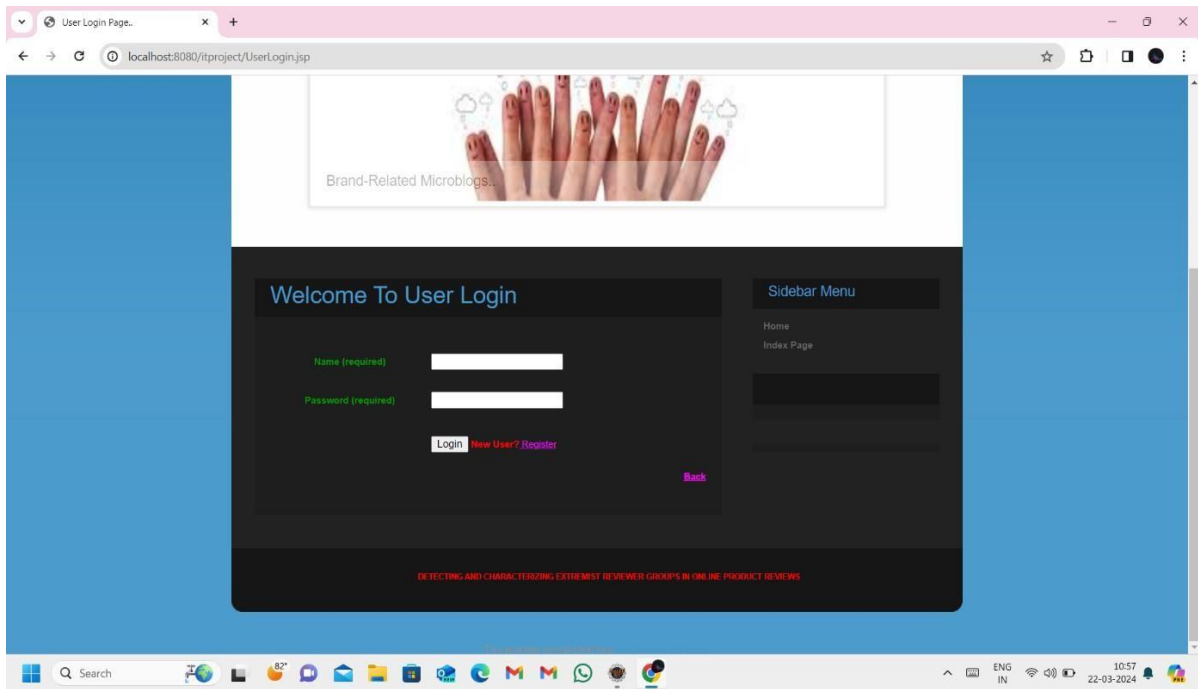 User Login Page..
localhost:8080/itproject/UserLogin.jsp
Brand-Related Microblogs..
Welcome To User Login
Name (required)
Password (required)
Login New User? Register
Back
Sidebar Menu
Home
Index Page
DETECTING AND CHARACTERIZING EXTREMIST REVIEWER GROUPS IN ONLINE PRODUCT REVIEWS
Search
82°
ENG
IN
10:57
22-03-2024